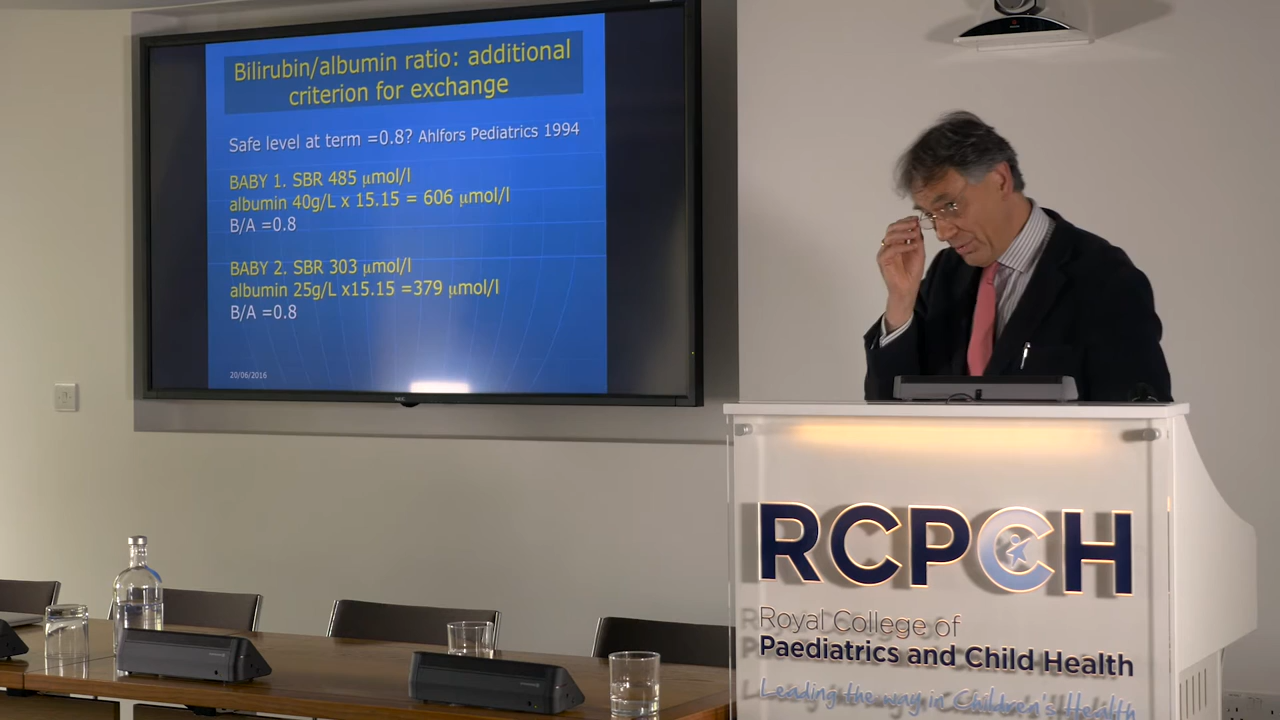 Bilirubin/albumin ratio: additional
criterion for exchange
Safe level at term =0.8? Ahlfors Pediatrics 1994
BABY 1. SBR 485 μmol/l
albumin 40g/L x 15.15 = 606 μmol/l
B/A =0.8
BABY 2. SBR 303 μmol/l
albumin 25g/L x15.15 =379 μmol/l
B/A =0.8
20/06/2016
NEC
RCPCH
Royal College of
Paediatrics and Child Health
Leading the way in Children's Health